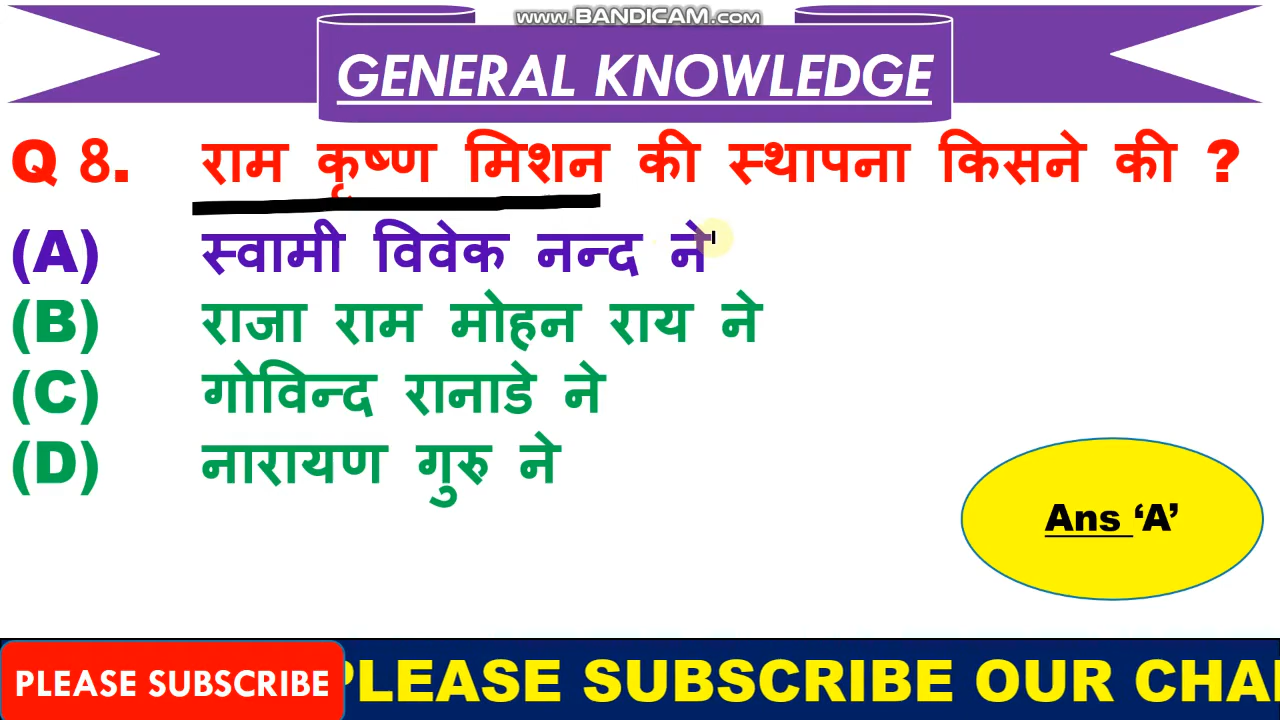 www.BANDICAM.com
GENERAL KNOWLEDGE
Q 8. राम कृष्ण मिशन की स्थापना किसने की ?
(A) स्वामी विवेक नन्द ने
(B) राजा राम मोहन राय ने
(C) गोविन्द रानाडे ने
(D) नारायण गुरु ने
Ans ‘A’
PLEASE SUBSCRIBE
PLEASE SUBSCRIBE OUR CHA